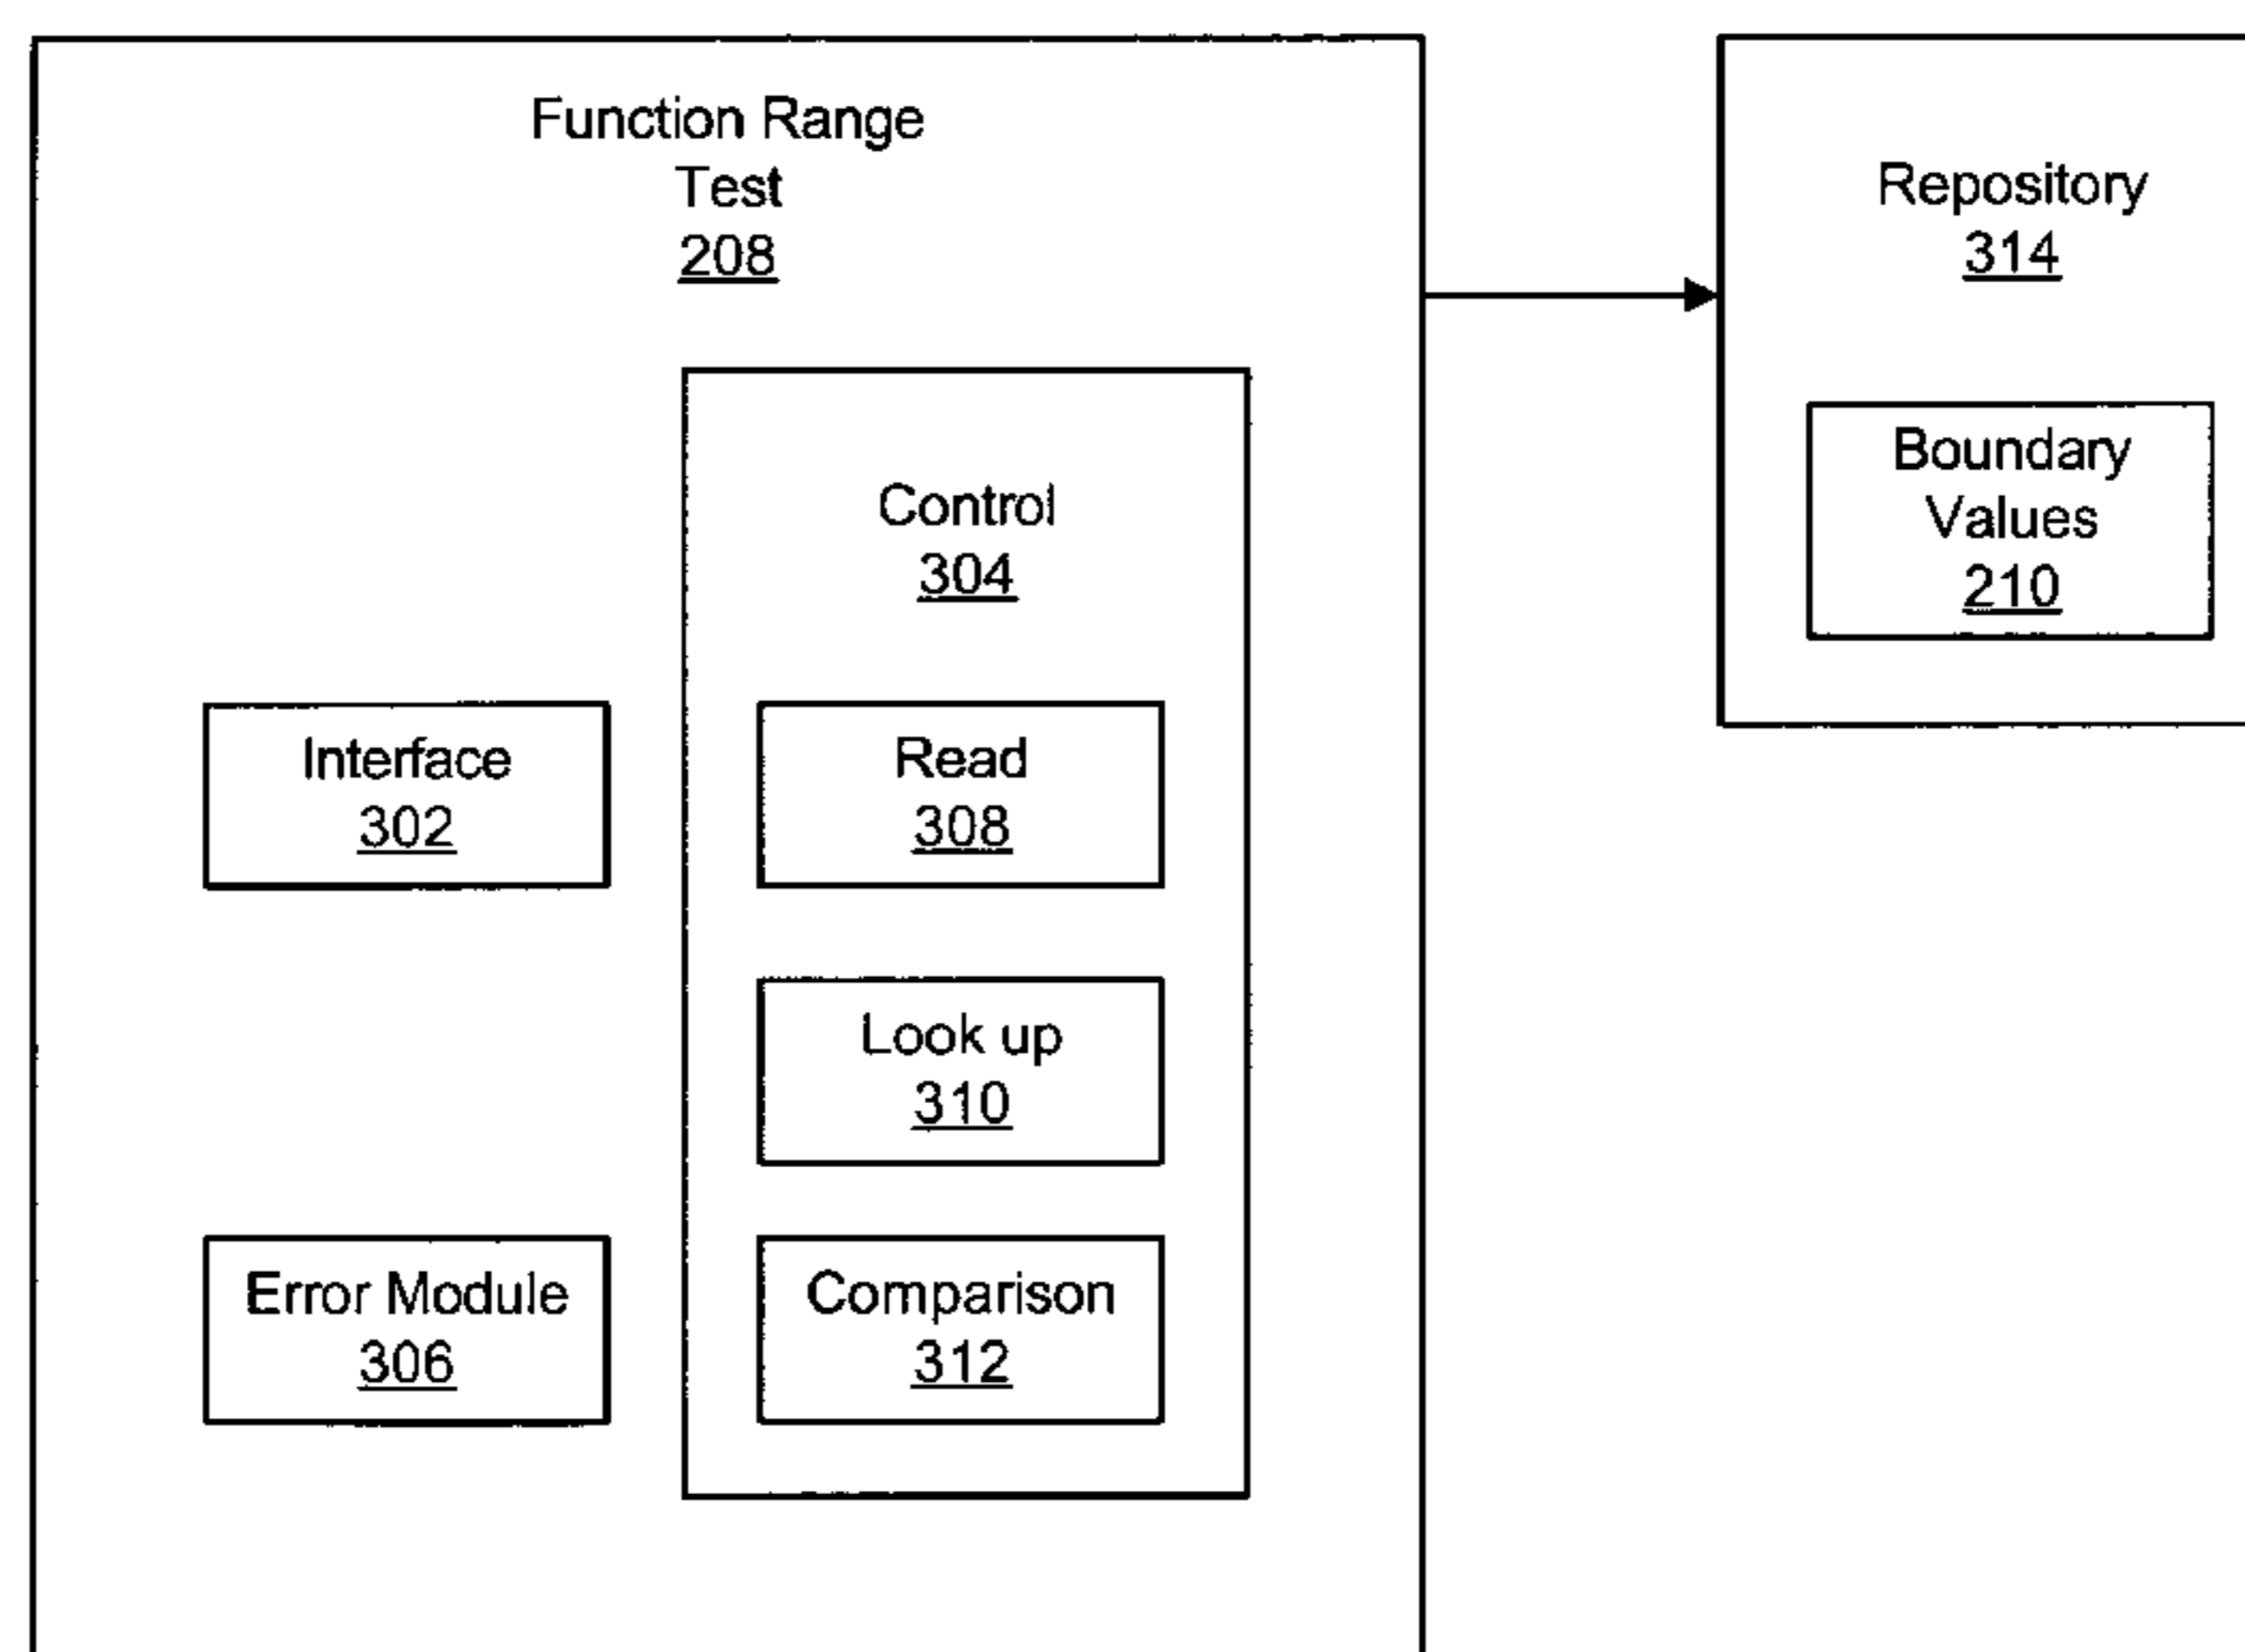 Function Range
Test
208
Repository
314
Boundary
Values
210
Control
304
Interface
302
Read
308
Look up
310
Error Module
306
Comparison
312